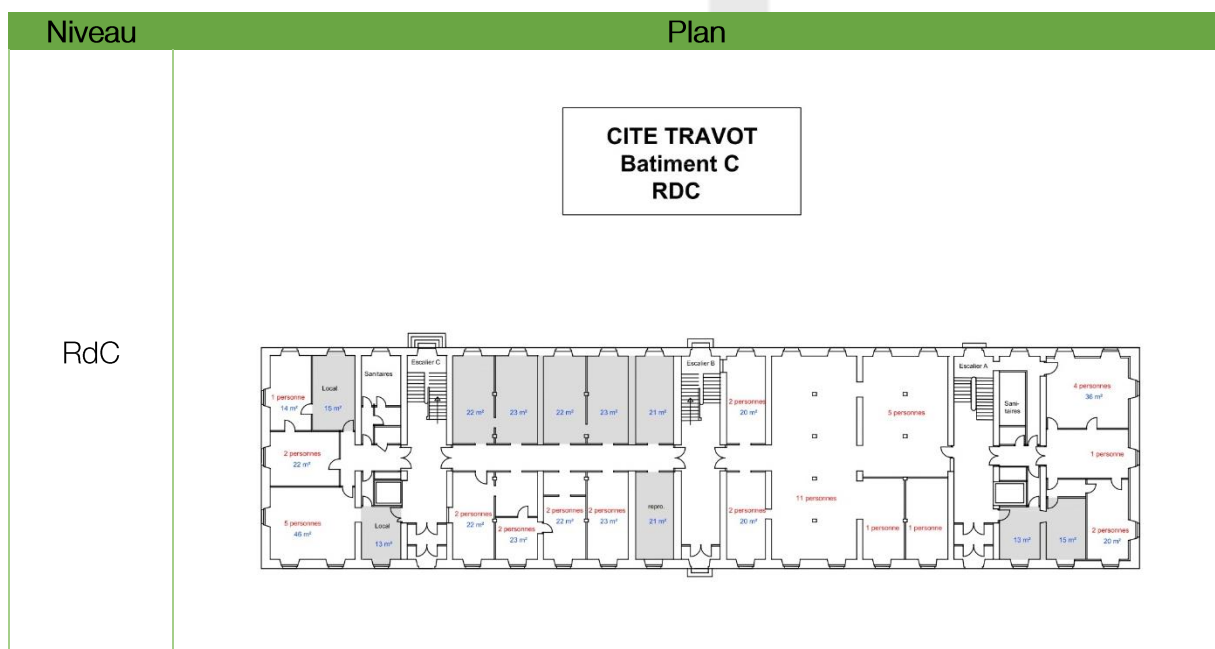 Niveau
Plan
CITE TRAVOT
Batiment C
RDC
RdC
Escalier C
Escalier B
Escalier A
Local
15 m²
1 personne
14 m²
Sanitaires
22 m²
23 m²
22 m²
23 m²
21 m²
2 personnes
20 m²
5 personnes
Sani-
taires
4 personnes
36 m²
2 personnes
22 m²
1 personne
5 personnes
46 m²
Local
13 m²
2 personnes
22 m²
2 personnes
23 m²
2 personnes
22 m²
2 personnes
23 m²
repro.
21 m²
2 personnes
20 m²
11 personnes
1 personne
1 personne
13 m²
15 m²
2 personnes
20 m²